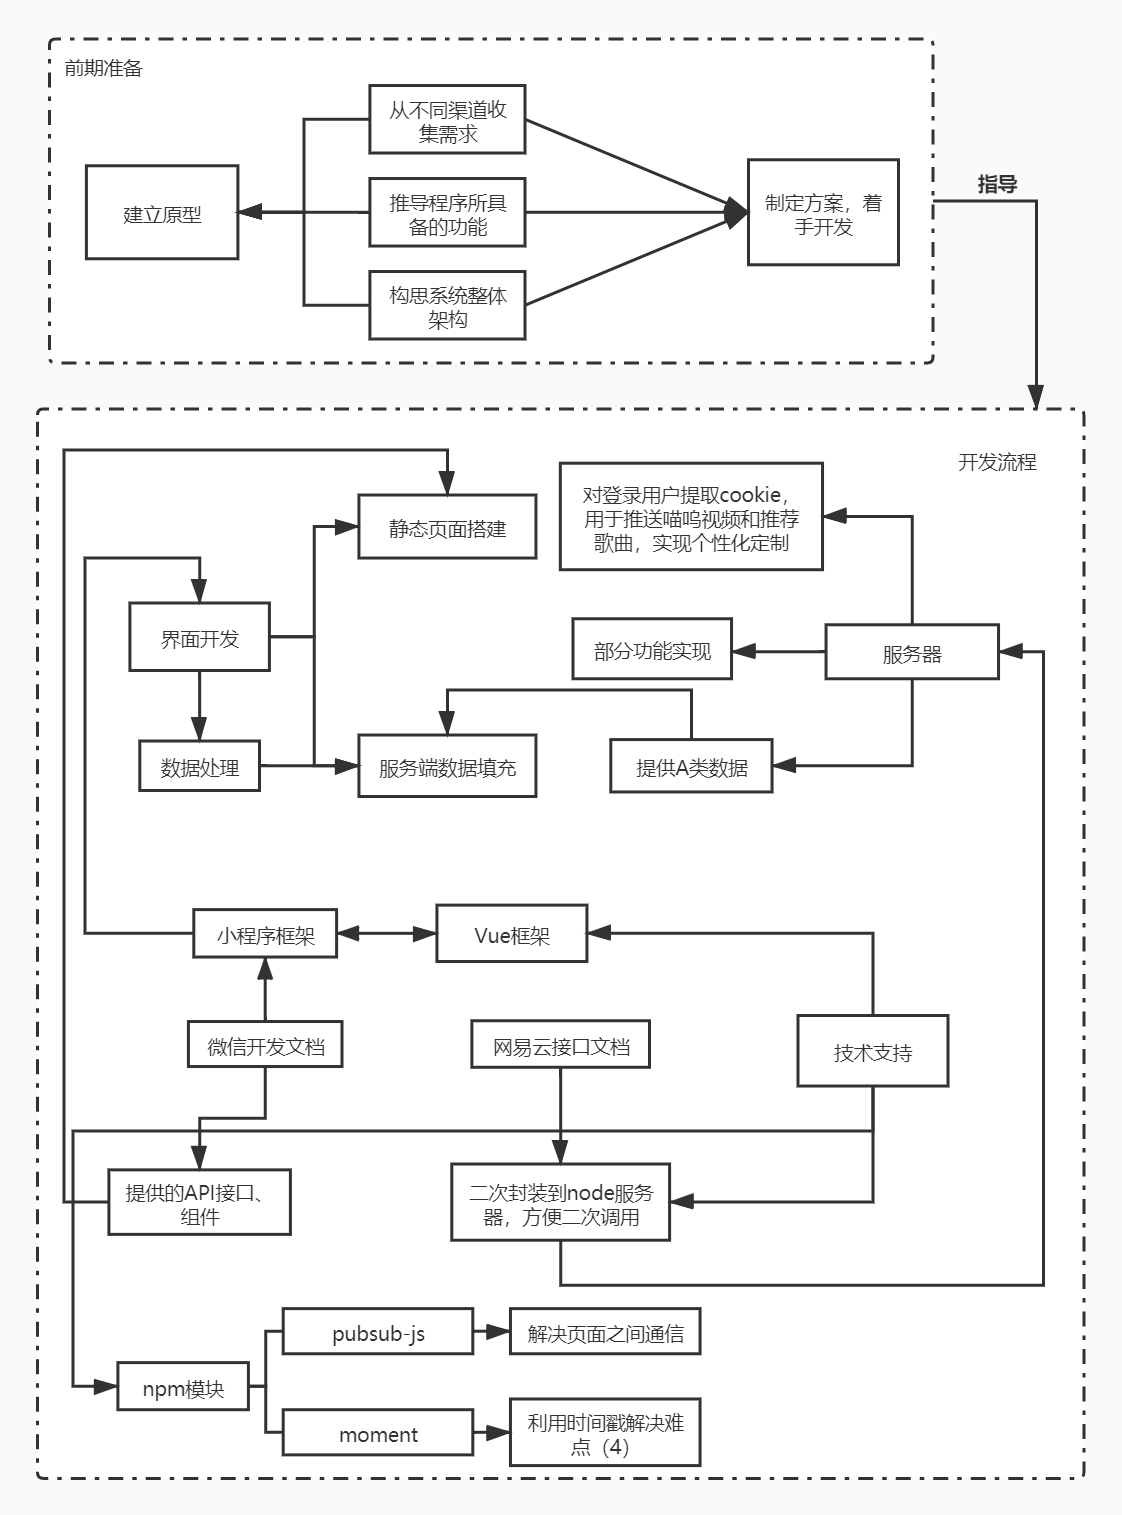 前期准备
从不同渠道收
集需求
建立原型
推导程序所具
备的功能
制定方案，着
手开发
构思系统整体
架构
指导
开发流程
静态页面搭建
对登录用户提取cookie，
用于推送喵呜视频和推荐
歌曲，实现个性化定制
界面开发
部分功能实现
服务器
数据处理
服务端数据填充
提供A类数据
小程序框架
Vue框架
微信开发文档
网易云接口文档
技术支持
提供的API接口、
组件
二次封装到node服务
器，方便二次调用
pubsub-js
解决页面之间通信
npm模块
moment
利用时间戳解决难
点（4）